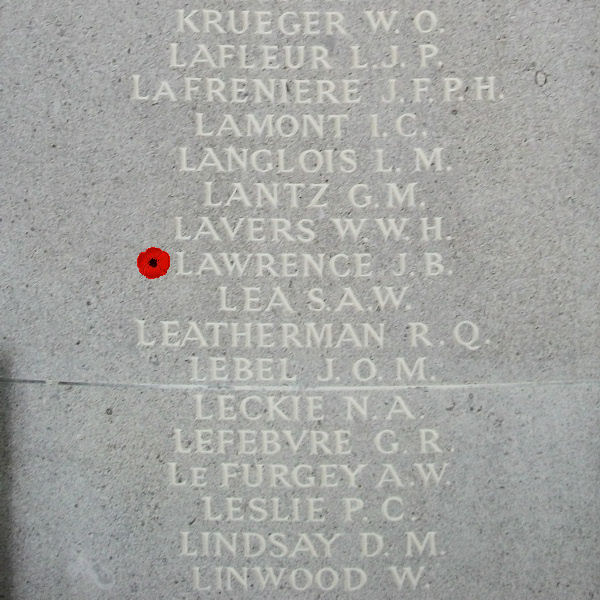 KRUEGER W. O.
LAFLEUR L.J.P.
LAFRENIERE J.F.P.H.
LAMONT I.C.
LANGLOIS L.M.
LANTZ G.M.
LAVERS W.W.H.
LAWRENCE J.B.
LEA S.A.W.
LEATHERMAN R.Q.
LEBEL J.O.M.
LECKIE N.A.
LEFEBVRE G.R.
LE FURGEY A.W.
LESLIE P.C.
LINDSAY D.M.
LINWOOD W.